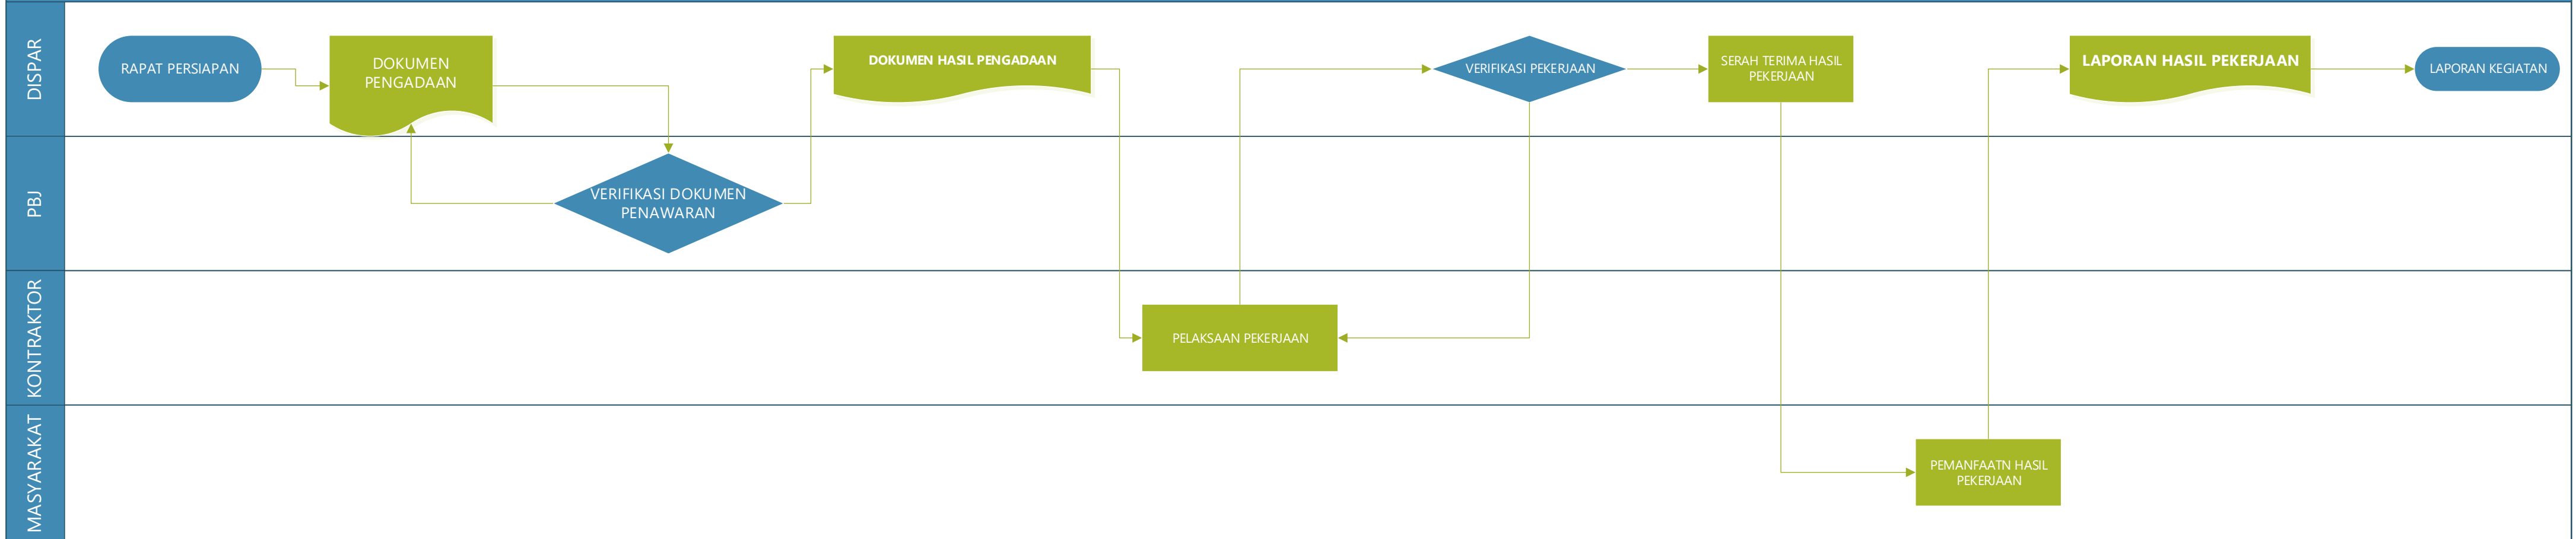 DISPAR
RAPAT PERSIAPAN
DOKUMEN
PENGADAAN
DOKUMEN HASIL PENGADAAN
VERIFIKASI PEKERJAAN
SERAH TERIMA HASIL
PEKERJAAN
LAPORAN HASIL PEKERJAAN
LAPORAN KEGIATAN
PBJ
VERIFIKASI DOKUMEN
PENAWARAN
KONTRAKTOR
PELAKSAAN PEKERJAAN
MASYARAKAT
PEMANFAATN HASIL
PEKERJAAN